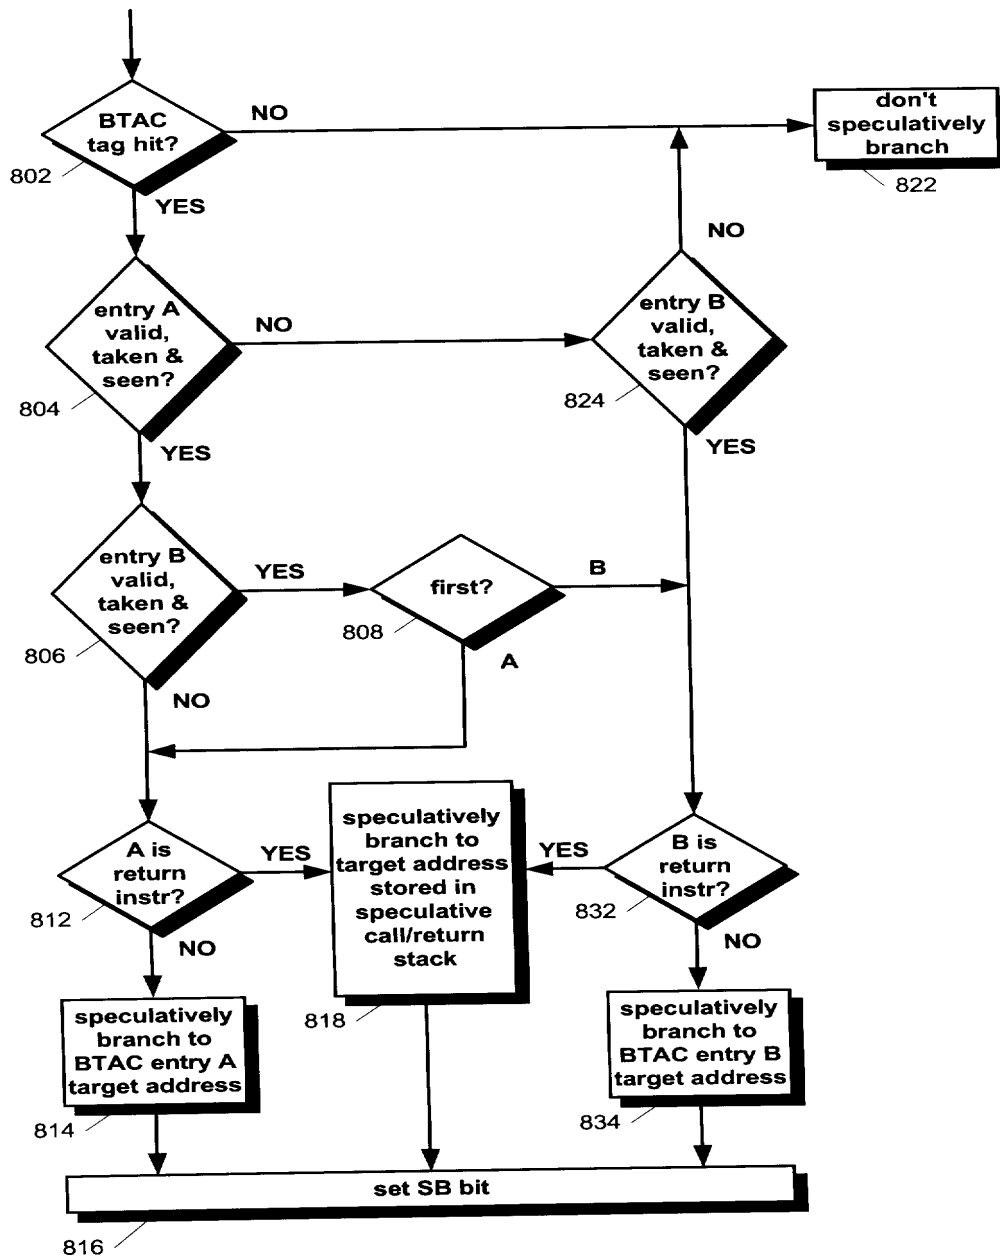 BTAC
tag hit?
802
NO
YES
don't
speculatively
branch
822
entry A
valid,
taken &
seen?
804
NO
YES
entry B
valid,
taken &
seen?
824
NO
YES
entry B
valid,
taken &
seen?
806
YES
NO
first?
808
B
A
A is
return
instr?
812
YES
NO
speculatively
branch to
target address
stored in
speculative
call/return
stack
818
B is
return
instr?
832
YES
NO
speculatively
branch to
BTAC entry A
target address
814
speculatively
branch to
BTAC entry B
target address
834
set SB bit
816